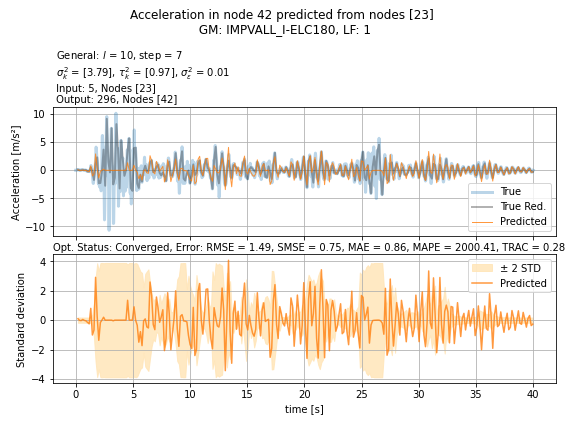 Acceleration in node 42 predicted from nodes [23]
GM: IMPVALL_I-ELC180, LF: 1
General: l = 10, step = 7
σ_k² = [3.79], τ_k² = [0.97], σ_ε² = 0.01
Input: 5, Nodes [23]
Output: 296, Nodes [42]
10
5
0
−5
−10
Acceleration [m/s²]
True
True Red.
Predicted
Opt. Status: Converged, Error: RMSE = 1.49, SMSE = 0.75, MAE = 0.86, MAPE = 2000.41, TRAC = 0.28
4
2
0
−2
−4
Standard deviation
± 2 STD
Predicted
0 5 10 15 20 25 30 35 40
time [s]